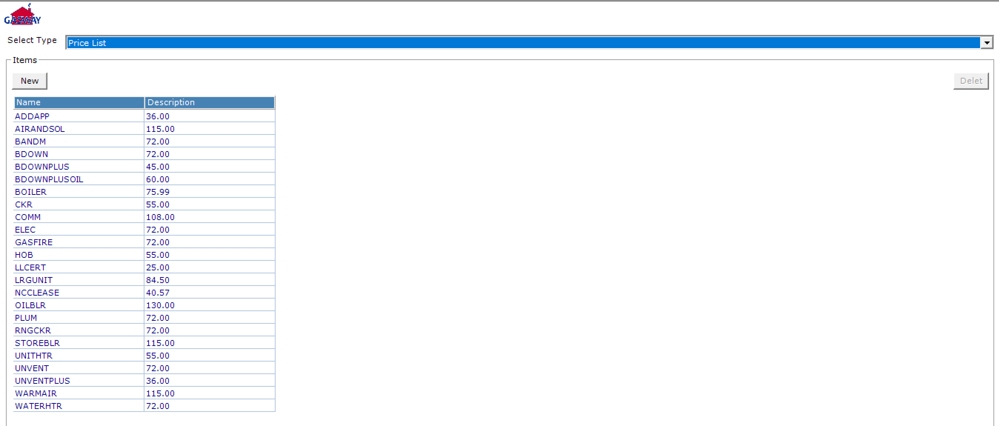 GASWAY
Select Type Price List
Items
New Delet
Name Description
ADDAPP 36.00
AIRANDSOL 115.00
BANDM 72.00
BDOWN 72.00
BDOWNPLUS 45.00
BDOWNPLUSOIL 60.00
BOILER 75.99
CKR 55.00
COMM 108.00
ELEC 72.00
GASFIRE 72.00
HOB 55.00
LLCERT 25.00
LRGUNIT 84.50
NCCLEASE 40.57
OILBLR 130.00
PLUM 72.00
RNGCKR 72.00
STOREBLR 115.00
UNITHTR 55.00
UNVENT 72.00
UNVENTPLUS 36.00
WARMAIR 115.00
WATERHTR 72.00